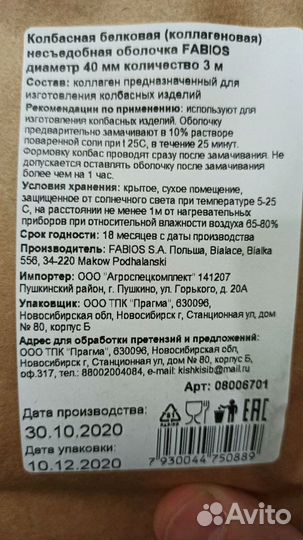 Колбасная белковая (коллагеновая)
несъедобная оболочка FABIOS
диаметр 40 мм количество 3 м
Состав: коллаген предназначенный для
изготовления колбасных изделий
Рекомендации по применению: используют для
изготовления колбасных изделий. Оболочку
предварительно замачивают в 10% растворе
поваренной соли при t 25С, в течение 25 минут.
Формовку колбас проводят сразу после замачивания. Не
допускается оставлять оболочку после замачивания
более чем на 1 час.
Условия хранения: крытое, сухое помещение,
защищенное от солнечного света при температуре 5-25
С, на расстоянии не менее 1м от нагревательных
приборов при относительной влажности воздуха 65-80%
Срок годности: 18 месяцев с даты производства
Производитель: FABIOS S.A. Польша, Bialace, Bialka
556, 34-220 Makow Podhalanski
Импортер: ООО "Агроспецкомплект" 141207
Пушкинский район, г. Пушкино, ул. Горького, д. 20А
Упаковщик: ООО ТПК "Прагма", 630096,
Новосибирская обл, Новосибирск г, Станционная ул, дом
№ 80, корпус Б
Адрес для обработки претензий и предложений:
ООО ТПК "Прагма", 630096, Новосибирская обл,
Новосибирск г, Станционная ул, дом № 80, корпус Б,
оф.317, тел.: 88002004084, e-mail: kishkisib@mail.ru
Арт: 08006701
Дата производства:
30.10.2020
Дата упаковки:
10.12.2020
41
FABIOS
EAC
7 930044 750889
Avito